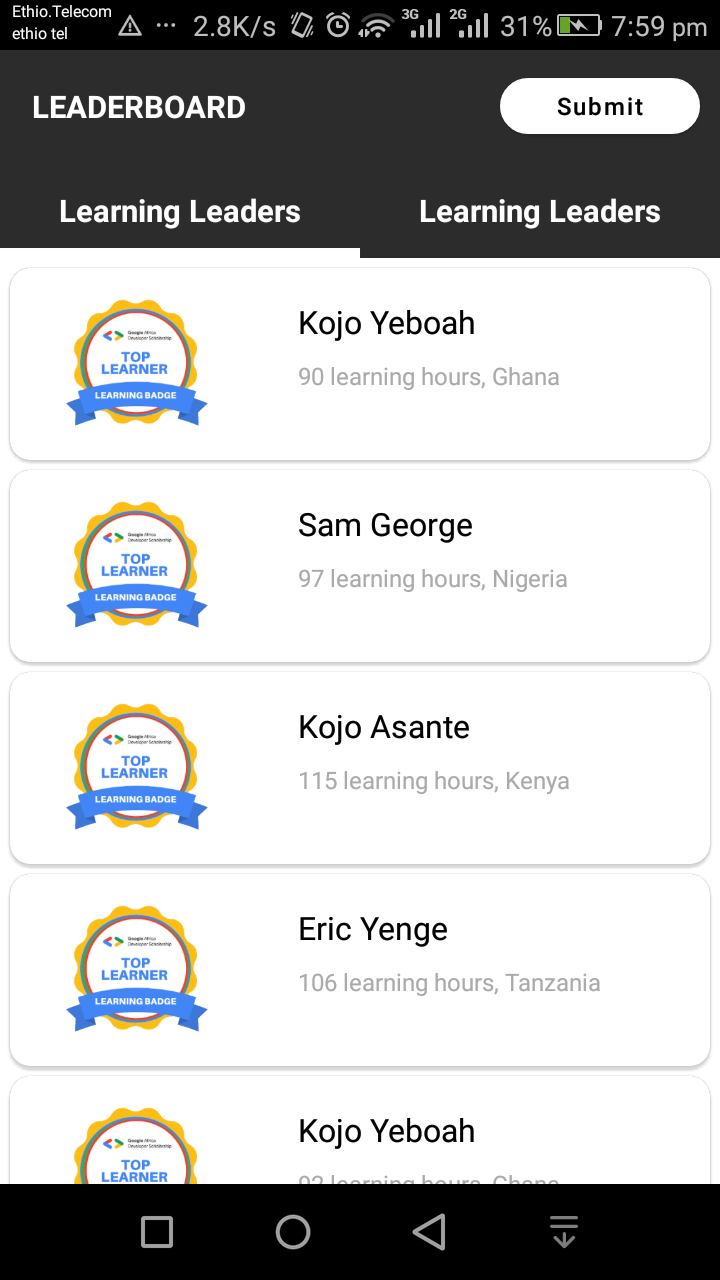 Ethio.Telecom
ethio tel
2.8K/s 3G 2G 31% 7:59 pm
LEADERBOARD
Submit
Learning Leaders Learning Leaders
Google Africa
Developer Scholarship
TOP
LEARNER
LEARNING BADGE
Kojo Yeboah
90 learning hours, Ghana
Google Africa
Developer Scholarship
TOP
LEARNER
LEARNING BADGE
Sam George
97 learning hours, Nigeria
Google Africa
Developer Scholarship
TOP
LEARNER
LEARNING BADGE
Kojo Asante
115 learning hours, Kenya
Google Africa
Developer Scholarship
TOP
LEARNER
LEARNING BADGE
Eric Yenge
106 learning hours, Tanzania
Google Africa
Developer Scholarship
TOP
LEARNER
Kojo Yeboah
92 learning hours, Ghana